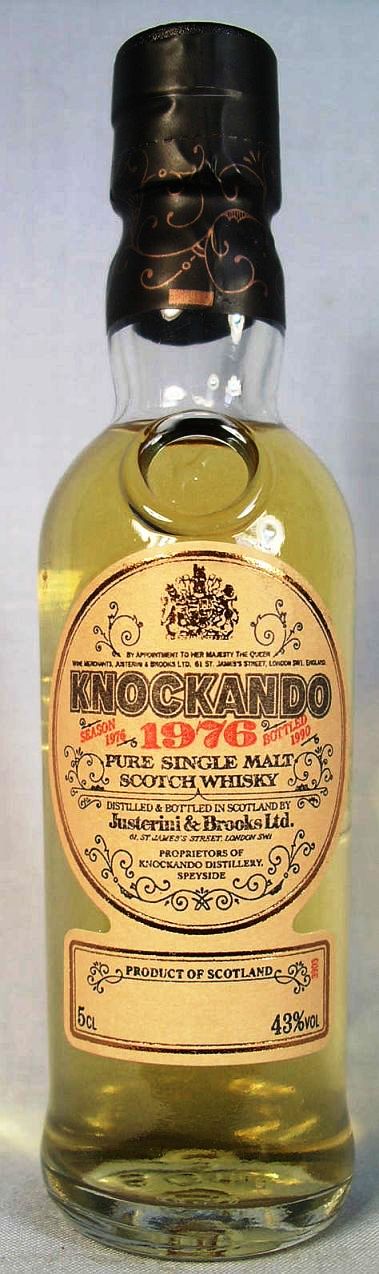 BY APPOINTMENT TO HER MAJESTY THE QUEEN
WINE MERCHANTS, JUSTERINI & BROOKS LTD, 61 ST. JAMES'S STREET, LONDON SW1, ENGLAND.
KNOCKANDO
SEASON 1976 1976 BOTTLED 1990
PURE SINGLE MALT
SCOTCH WHISKY
DISTILLED & BOTTLED IN SCOTLAND BY
Justerini & Brooks Ltd.
61, ST JAMES'S STREET, LONDON SW1
PROPRIETORS OF
KNOCKANDO DISTILLERY,
SPEYSIDE
PRODUCT OF SCOTLAND
5CL 43%VOL